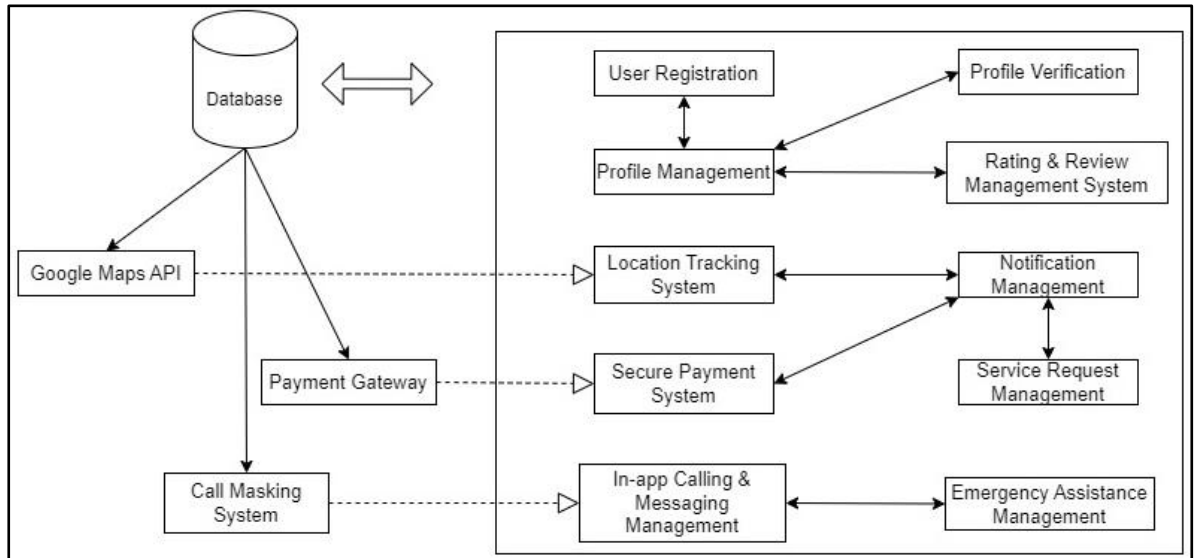 Database
User Registration
Profile Verification
Profile Management
Rating & Review
Management System
Google Maps API
Location Tracking
System
Notification
Management
Payment Gateway
Secure Payment
System
Service Request
Management
Call Masking
System
In-app Calling &
Messaging
Management
Emergency Assistance
Management